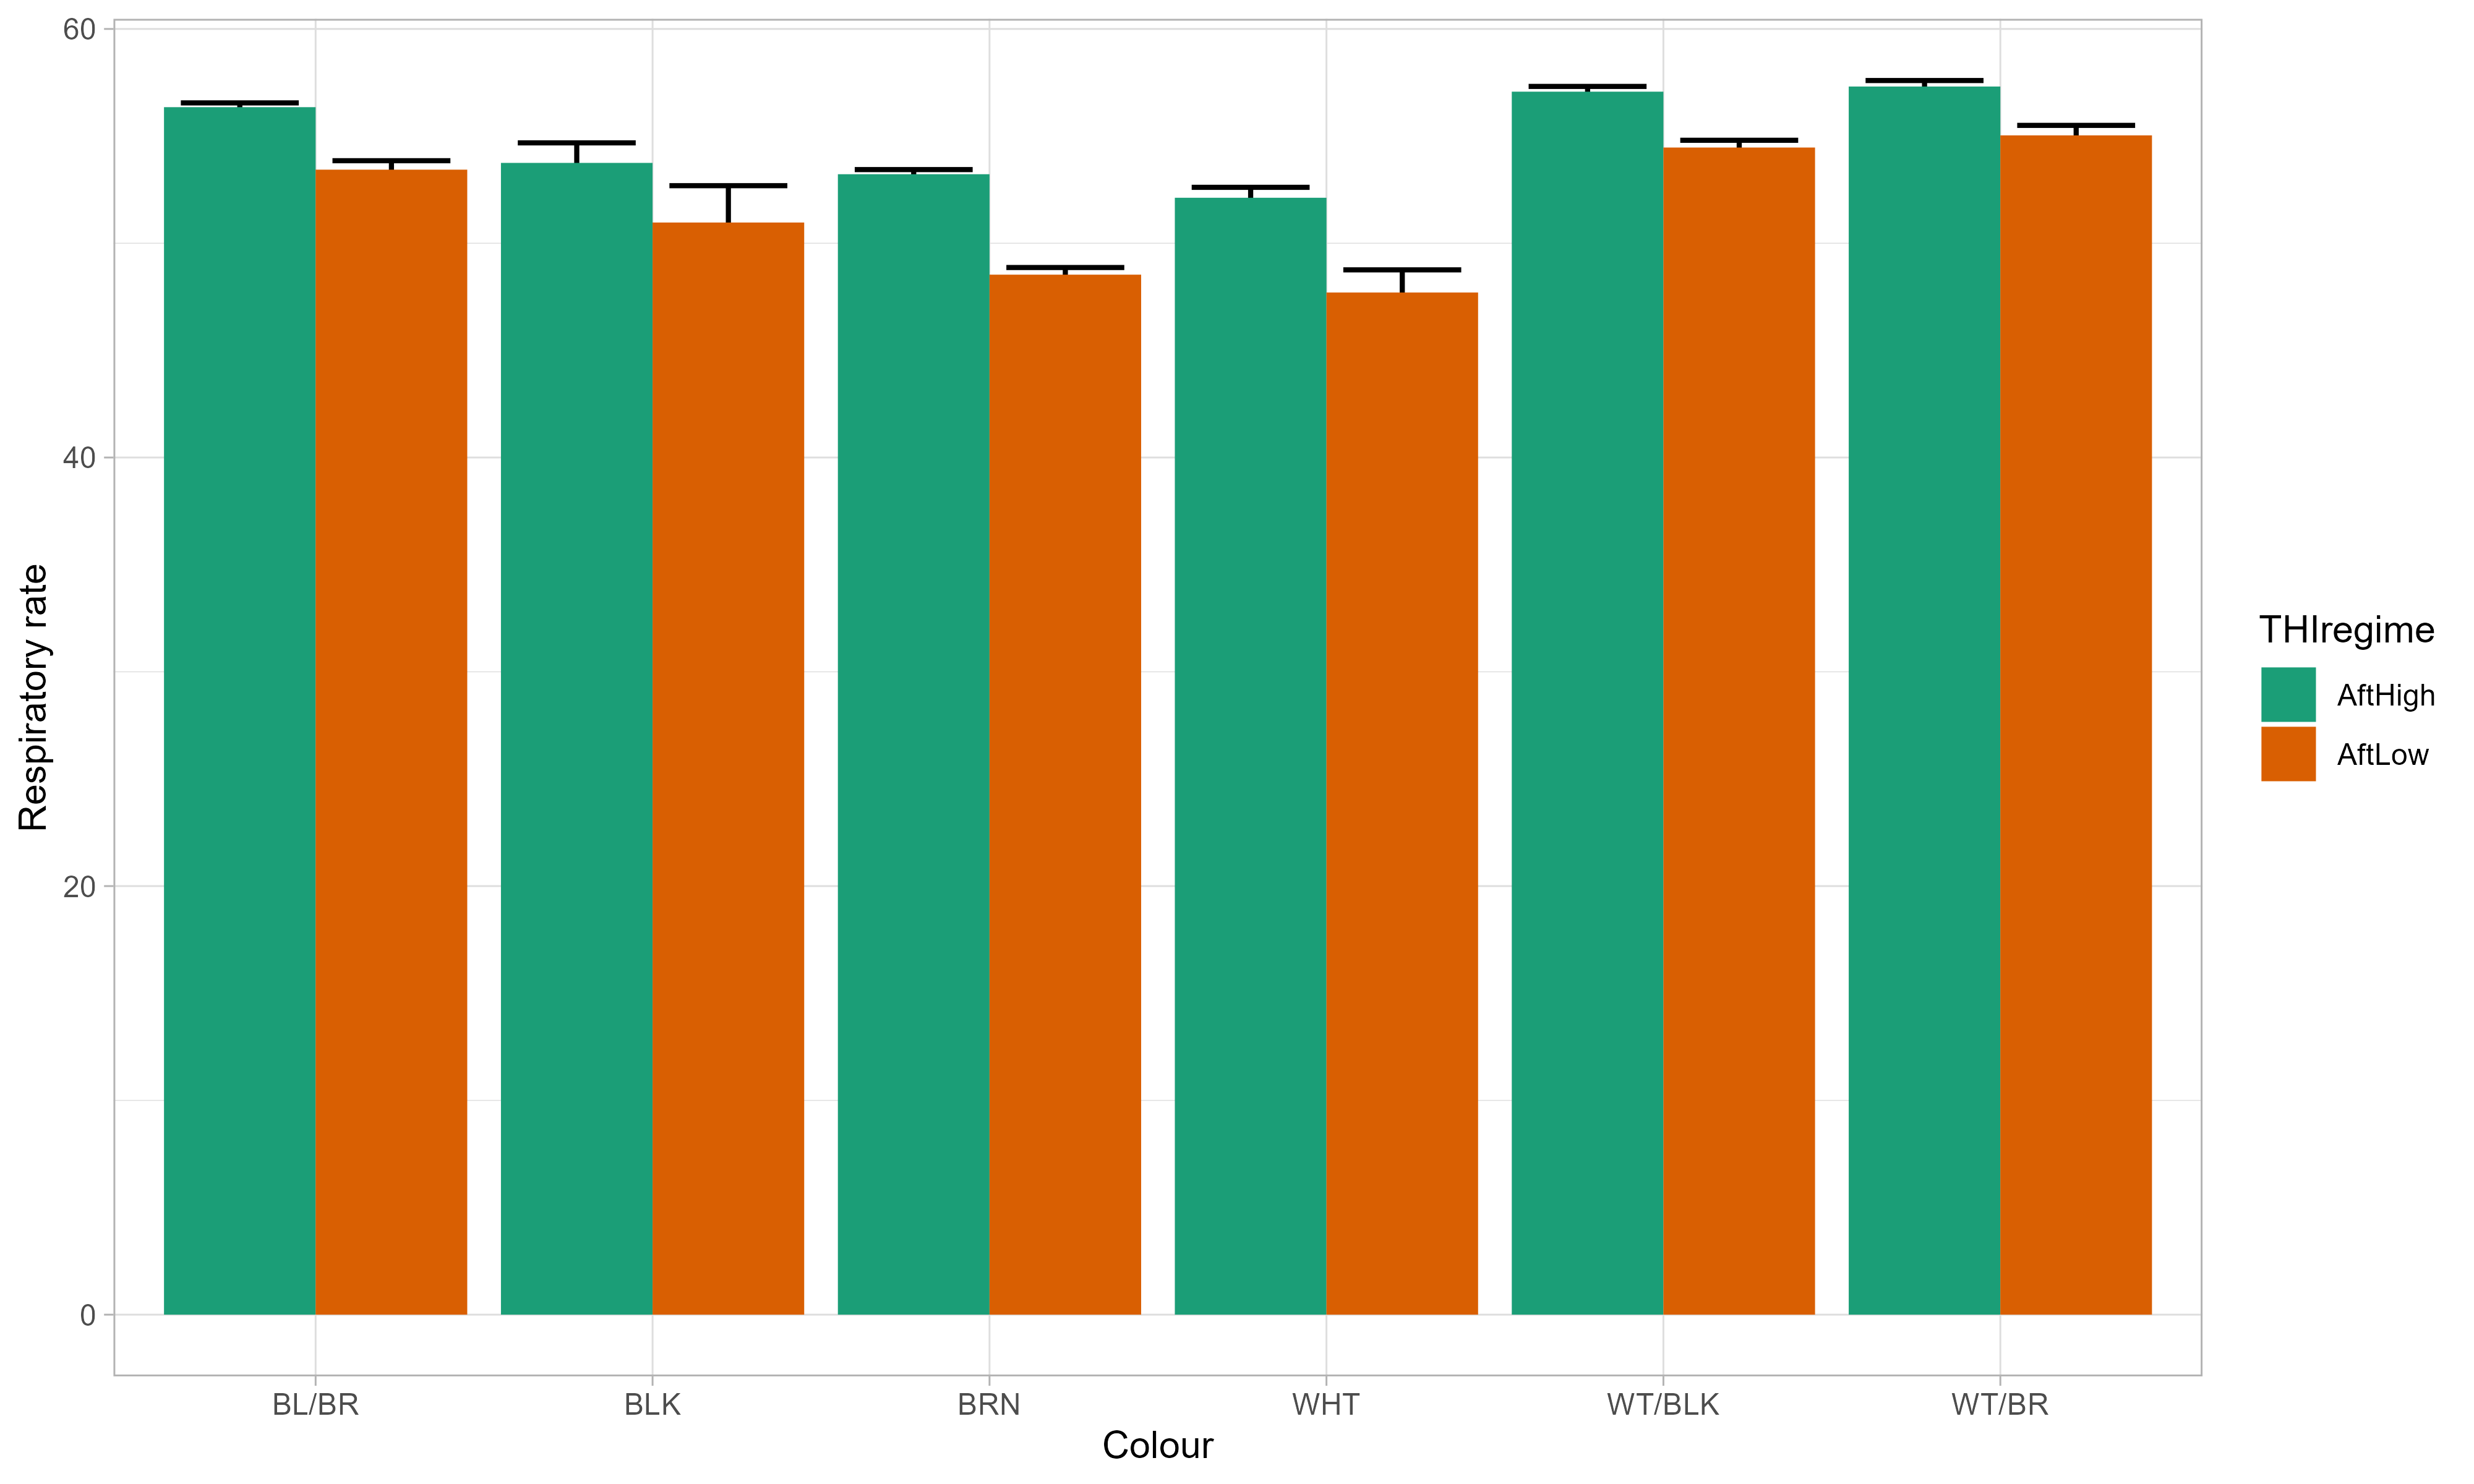 60
40
20
0
Respiratory rate
BL/BR BLK BRN WHT WT/BLK WT/BR
Colour
THIregime
AftHigh
AftLow